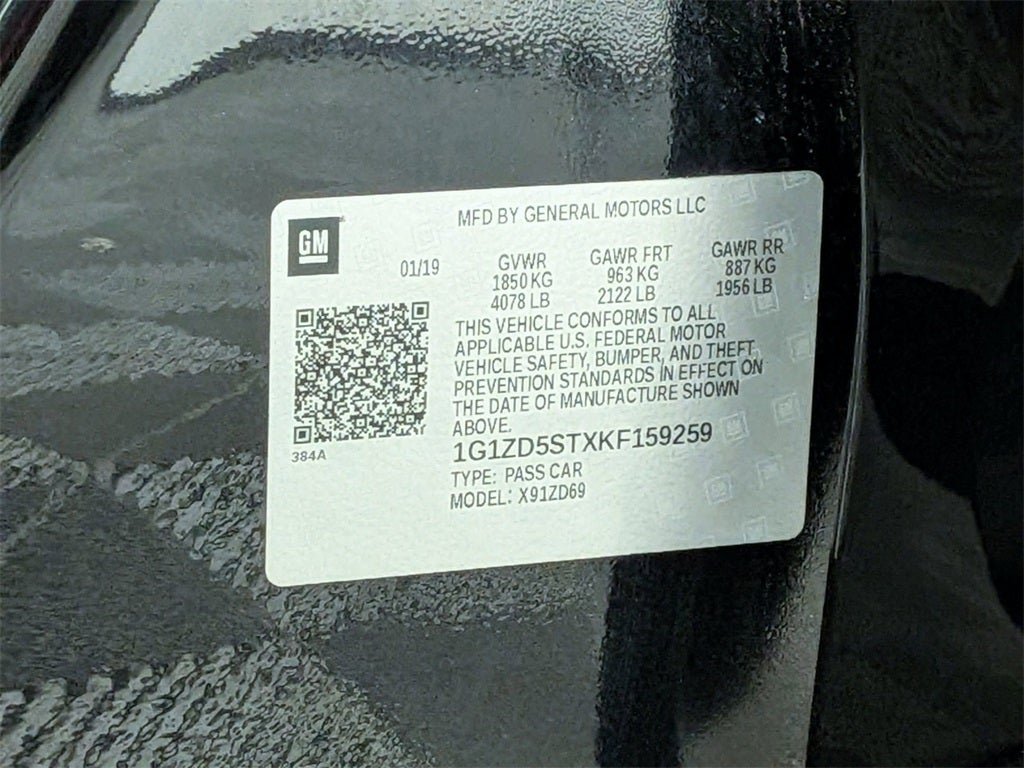 MFD BY GENERAL MOTORS LLC
GM
01/19
GVWR
1850 KG
4078 LB
GAWR FRT
963 KG
2122 LB
GAWR RR
887 KG
1956 LB
THIS VEHICLE CONFORMS TO ALL
APPLICABLE U.S. FEDERAL MOTOR
VEHICLE SAFETY, BUMPER, AND THEFT
PREVENTION STANDARDS IN EFFECT ON
THE DATE OF MANUFACTURE SHOWN
ABOVE.
384A
1G1ZD5STXKF159259
TYPE: PASS CAR
MODEL: X91ZD69